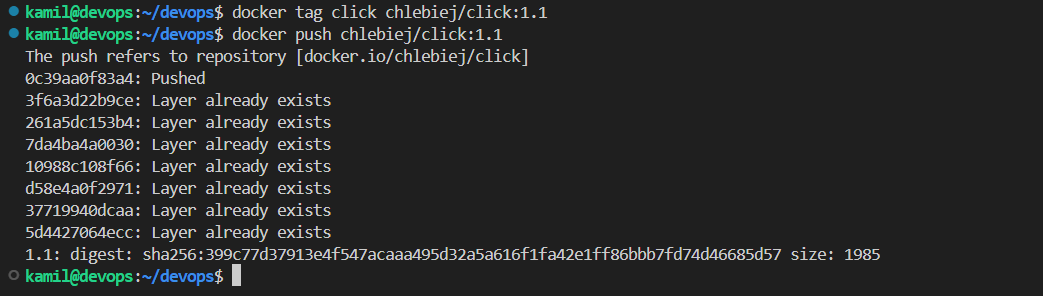 kamil@devops:~/devops$ docker tag click chlebiej/click:1.1
kamil@devops:~/devops$ docker push chlebiej/click:1.1
The push refers to repository [docker.io/chlebiej/click]
0c39aa0f83a4: Pushed
3f6a3d22b9ce: Layer already exists
261a5dc153b4: Layer already exists
7da4ba4a0030: Layer already exists
10988c108f66: Layer already exists
d58e4a0f2971: Layer already exists
37719940dcaa: Layer already exists
5d4427064ecc: Layer already exists
1.1: digest: sha256:399c77d37913e4f547acaaa495d32a5a616f1fa42e1ff86bbb7fd74d46685d57 size: 1985
kamil@devops:~/devops$